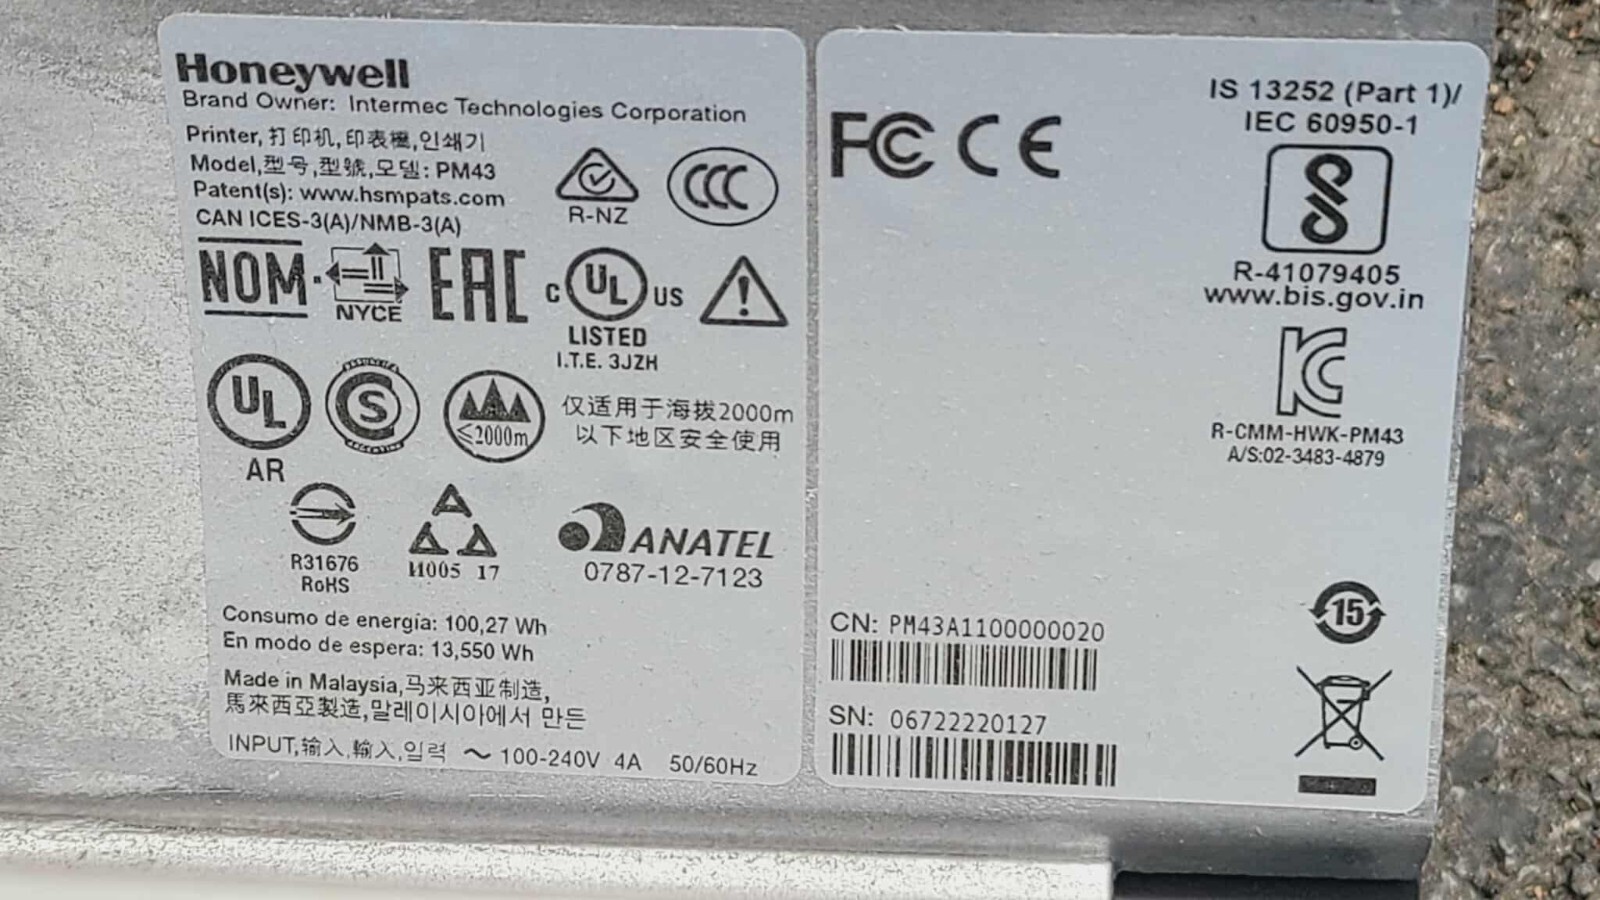 Honeywell
Brand Owner: Intermec Technologies Corporation
Printer,打印机,印表機,인쇄기
Model,型号,型號,모델: PM43
Patent(s): www.hsmpats.com
CAN ICES-3(A)/NMB-3(A)
R-NZ
CCC
NOM
NYCE
EAC
C UL US
LISTED
I.T.E. 3JZH
UL
AR
S
ARGENTINA
≤2000m
仅适用于海拔2000m
以下地区安全使用
R31676
RoHS
И005 17
ANATEL
0787-12-7123
Consumo de energía: 100,27 Wh
En modo de espera: 13,550 Wh
Made in Malaysia,马来西亚制造,
馬來西亞製造,말레이시아에서 만든
INPUT,输入,輸入,입력 ~ 100-240V 4A 50/60Hz
FC CE
IS 13252 (Part 1)/
IEC 60950-1
R-41079405
www.bis.gov.in
KC
R-CMM-HWK-PM43
A/S:02-3483-4879
15
CN: PM43A1100000020
SN: 06722220127